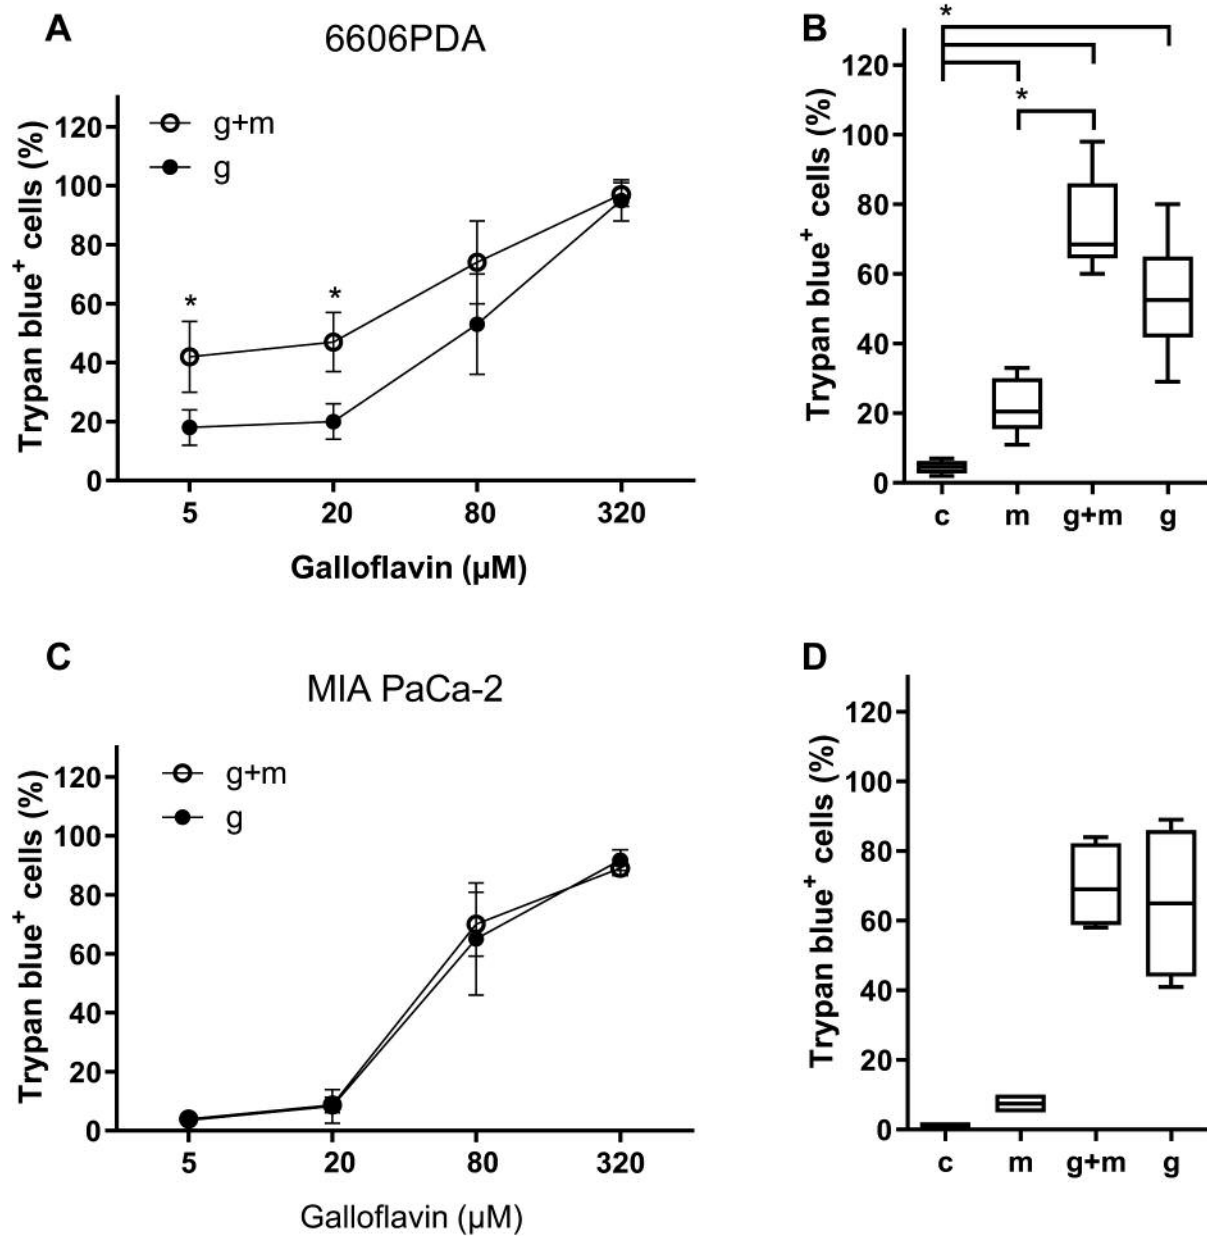 A
6606PDA
g+m
g
*
*
Trypan blue+ cells (%)
120
100
80
60
40
20
0
5 20 80 320
Galloflavin (µM)
B
*
*
Trypan blue+ cells (%)
120
100
80
60
40
20
0
c m g+m g
C
MIA PaCa-2
g+m
g
Trypan blue+ cells (%)
120
100
80
60
40
20
0
5 20 80 320
Galloflavin (µM)
D
Trypan blue+ cells (%)
120
100
80
60
40
20
0
c m g+m g